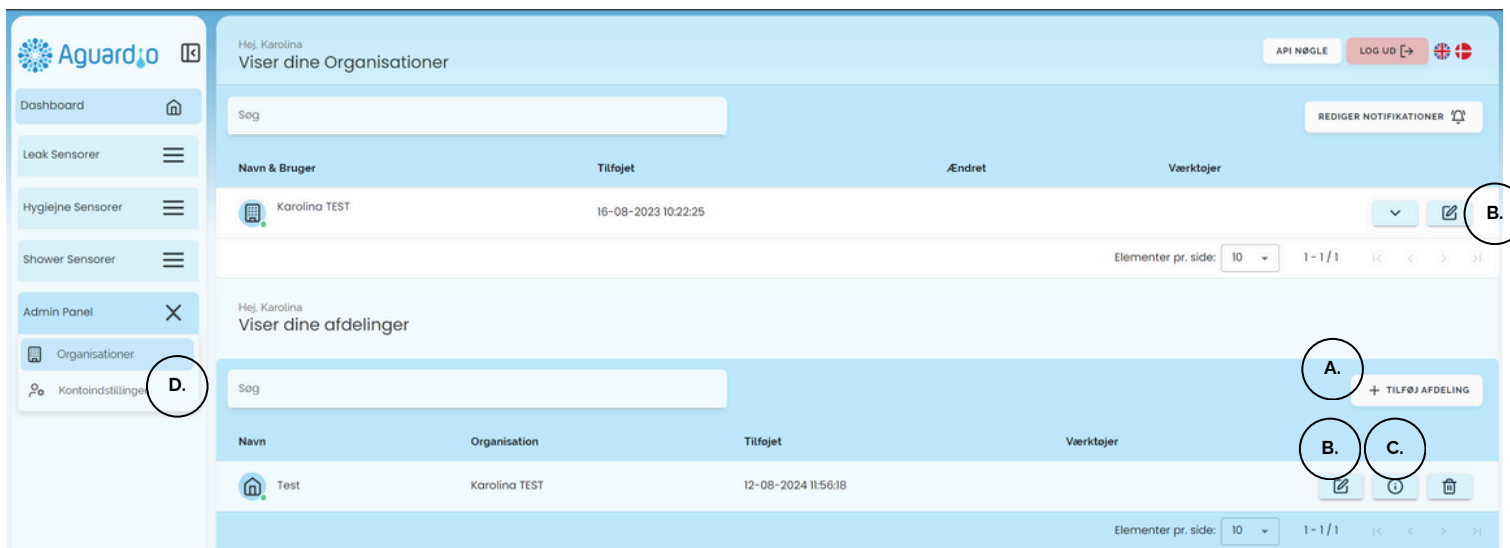 Aguardio
Dashboard
Leak Sensorer
Hygiejne Sensorer
Shower Sensorer
Admin Panel
Organisationer
Kontoindstillinger
D.
Hej, Karolina
Viser dine Organisationer
API NØGLE
LOG UD
Søg
REDIGER NOTIFIKATIONER
Navn & Bruger Tilføjet Ændret Værktøjer
Karolina TEST 16-08-2023 10:22:25
B.
Elementer pr. side: 10 1 - 1 / 1
Hej, Karolina
Viser dine afdelinger
A.
Søg
+ TILFØJ AFDELING
Navn Organisation Tilføjet Værktøjer
B. C.
Test Karolina TEST 12-08-2024 11:56:18
Elementer pr. side: 10 1 - 1 / 1